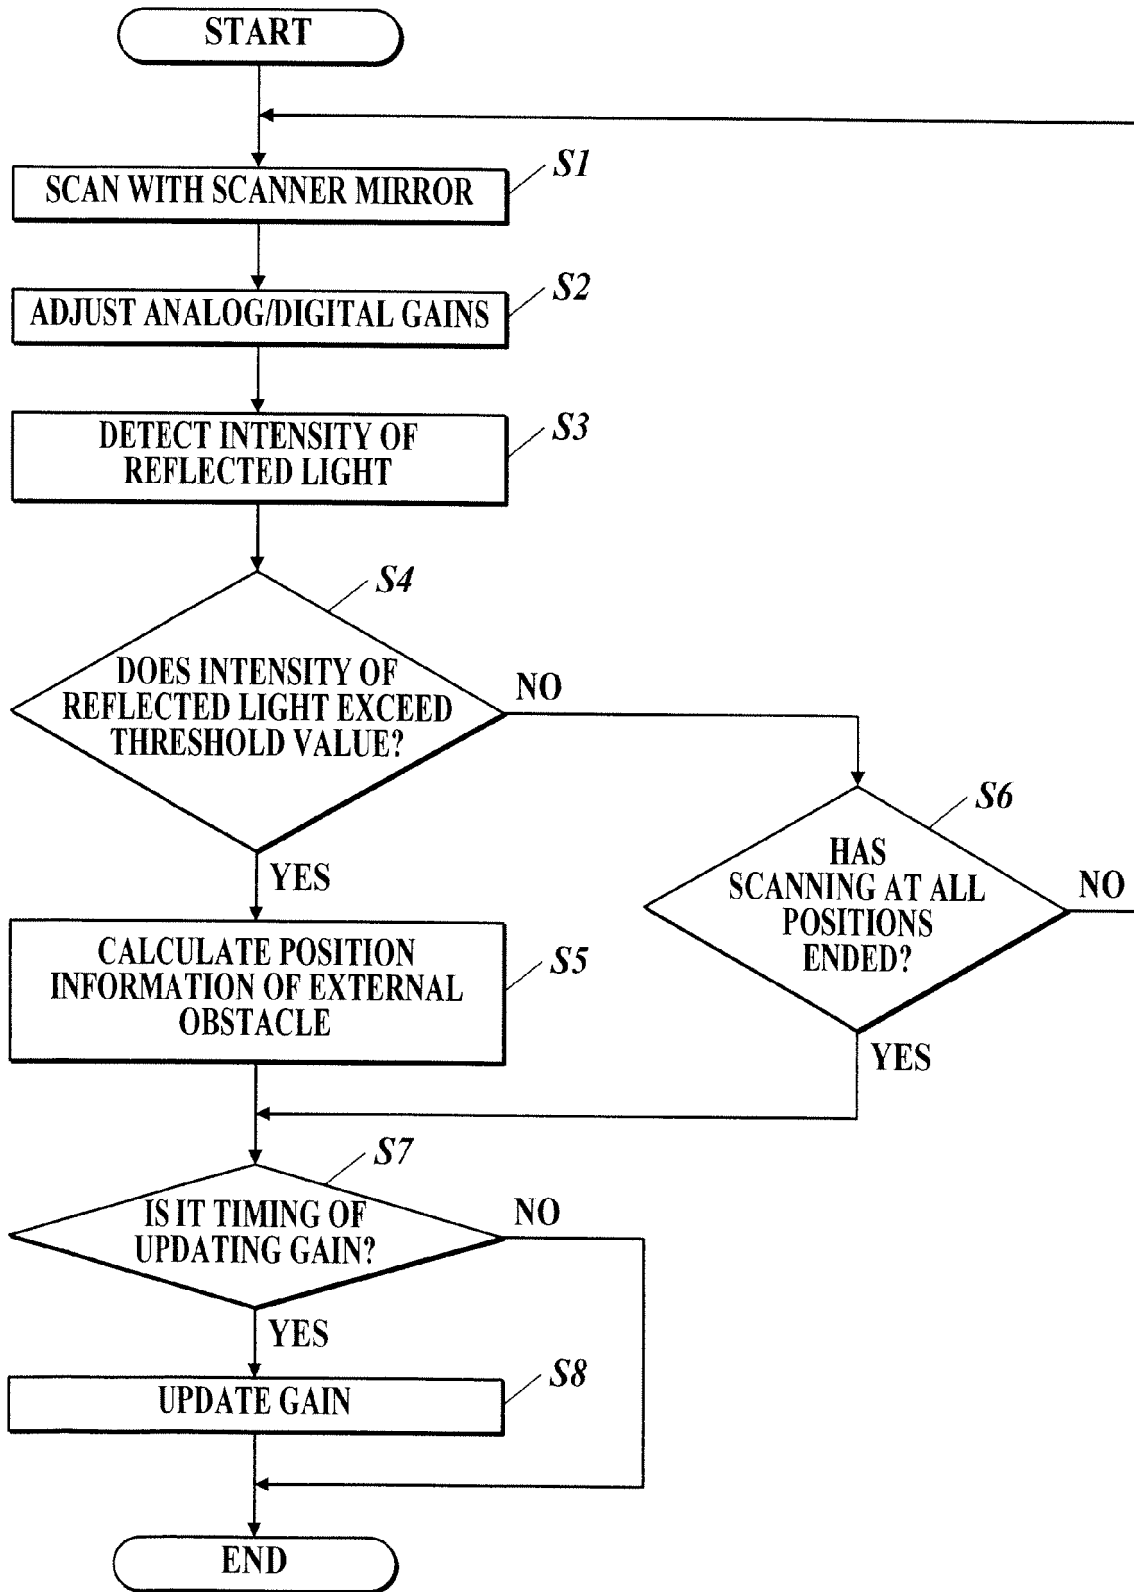 START
S1
SCAN WITH SCANNER MIRROR
S2
ADJUST ANALOG/DIGITAL GAINS
S3
DETECT INTENSITY OF
REFLECTED LIGHT
S4
DOES INTENSITY OF
REFLECTED LIGHT EXCEED
THRESHOLD VALUE?
NO
YES
S6
HAS
SCANNING AT ALL
POSITIONS
ENDED?
NO
YES
S5
CALCULATE POSITION
INFORMATION OF EXTERNAL
OBSTACLE
S7
IS IT TIMING OF
UPDATING GAIN?
NO
YES
S8
UPDATE GAIN
END